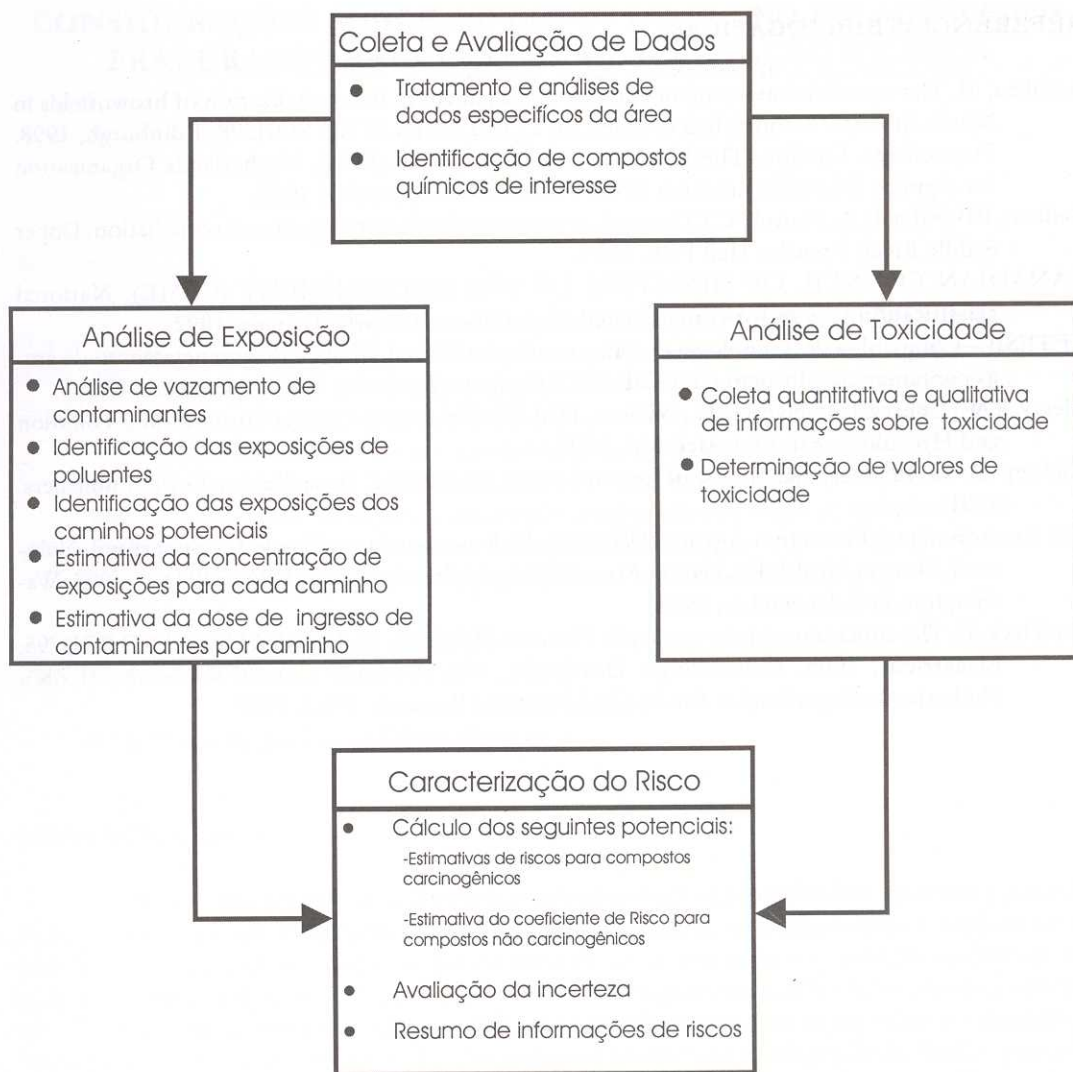 Coleta e Avaliação de Dados
● Tratamento e análises de
dados específicos da área
● Identificação de compostos
químicos de interesse
Análise de Exposição
● Análise de vazamento de
contaminantes
● Identificação das exposições de
poluentes
● Identificação das exposições dos
caminhos potenciais
● Estimativa da concentração de
exposições para cada caminho
● Estimativa da dose de ingresso de
contaminantes por caminho
Análise de Toxicidade
● Coleta quantitativa e qualitativa
de informações sobre toxicidade
● Determinação de valores de
toxicidade
Caracterização do Risco
● Cálculo dos seguintes potenciais:
-Estimativas de riscos para compostos
carcinogênicos
-Estimativa do coeficiente de Risco para
compostos não carcinogênicos
● Avaliação da incerteza
● Resumo de informações de riscos